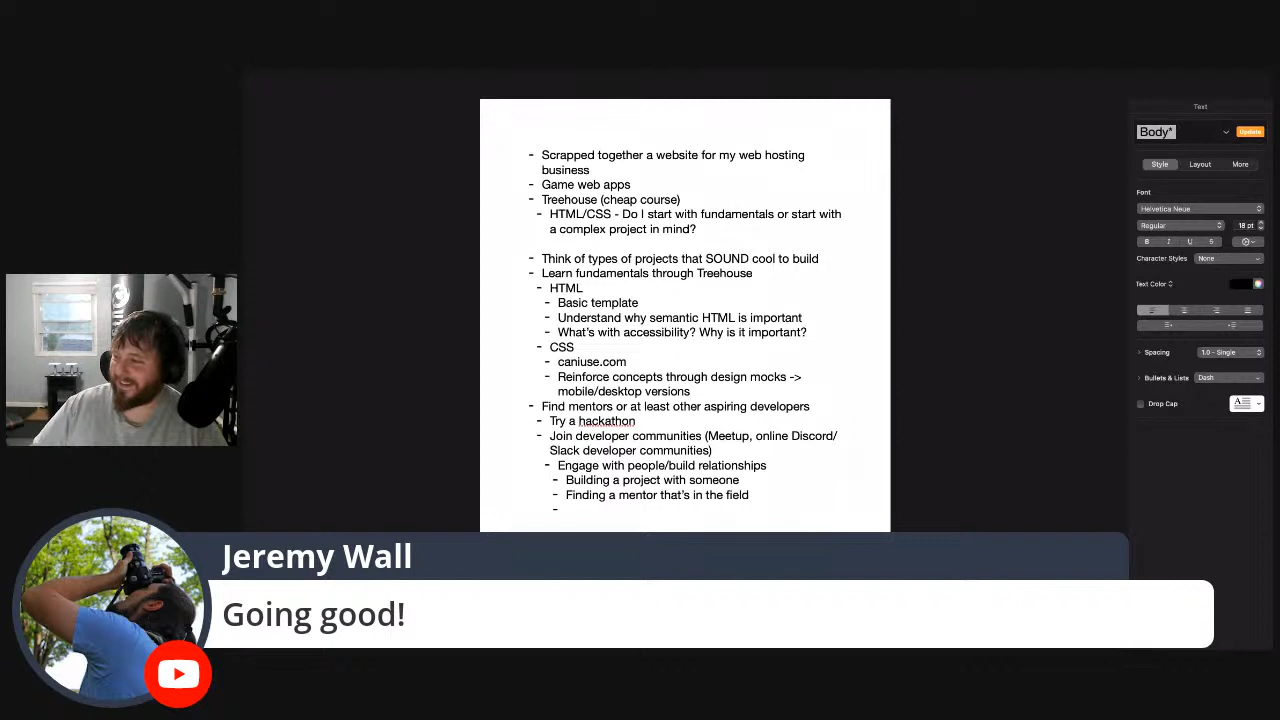 Text
Body*
Update
Style Layout More
Font
Helvetica Neue
Regular 18 pt
B I U S
Character Styles None
Text Color
Spacing 1.0 - Single
Bullets & Lists Dash
Drop Cap A
- Scrapped together a website for my web hosting
business
- Game web apps
- Treehouse (cheap course)
- HTML/CSS - Do I start with fundamentals or start with
a complex project in mind?
- Think of types of projects that SOUND cool to build
- Learn fundamentals through Treehouse
- HTML
- Basic template
- Understand why semantic HTML is important
- What's with accessibility? Why is it important?
- CSS
- caniuse.com
- Reinforce concepts through design mocks ->
mobile/desktop versions
- Find mentors or at least other aspiring developers
- Try a hackathon
- Join developer communities (Meetup, online Discord/
Slack developer communities)
- Engage with people/build relationships
- Building a project with someone
- Finding a mentor that's in the field
-
Jeremy Wall
Going good!